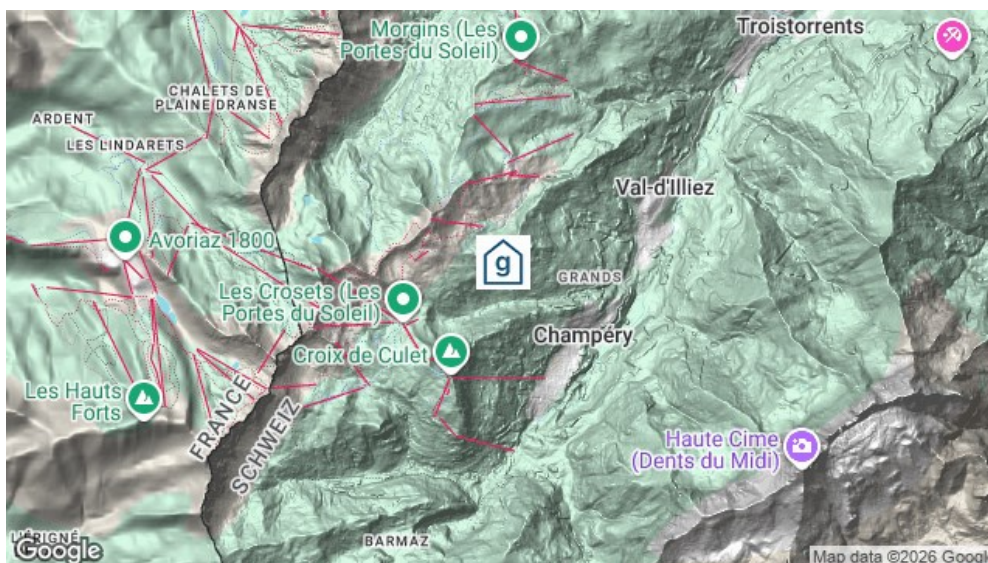 Morgins (Les
Portes du Soleil)
Troistorrents
CHALETS DE
PLAINE DRANSE
ARDENT
LES LINDARETS
Val-d'Illiez
Avoriaz 1800
g
GRANDS
Les Crosets (Les
Portes du Soleil)
Champéry
Croix de Culet
Les Hauts
Forts
FRANCE
SCHWEIZ
Haute Cime
(Dents du Midi)
BARMAZ
Google
Map data ©2026 Google